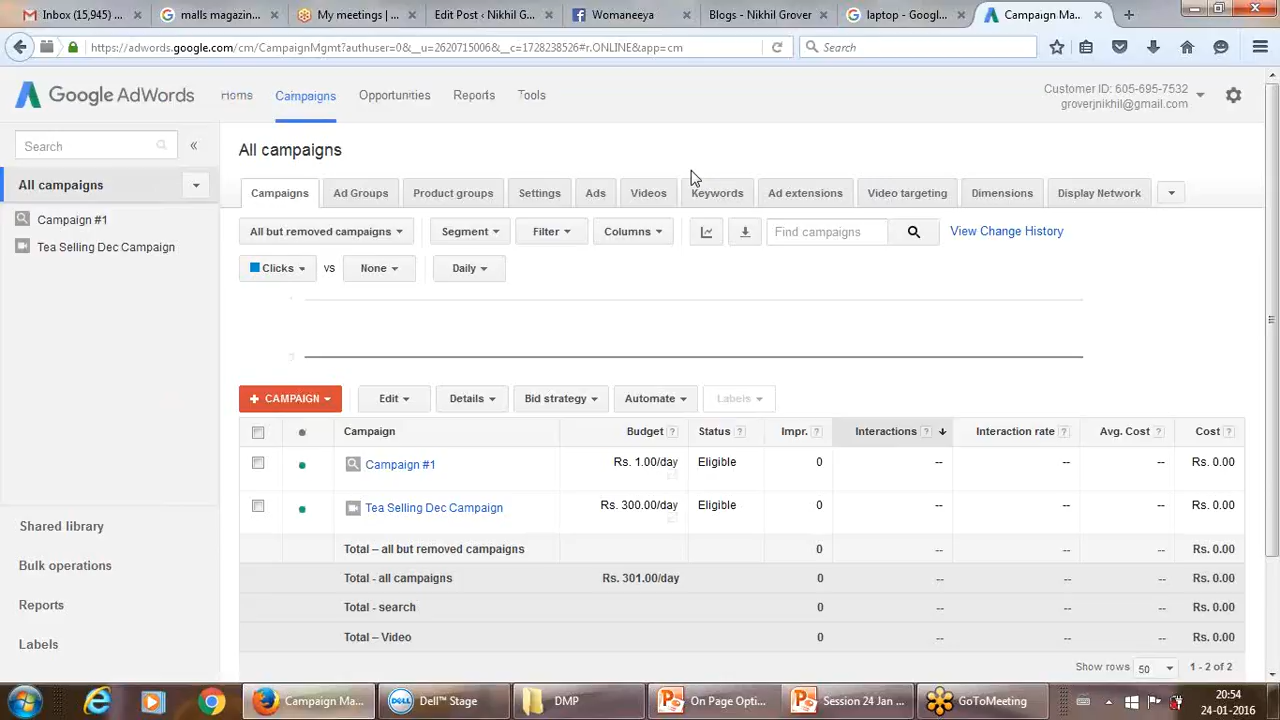 Inbox (15,945) ...
malls magazin...
My meetings | ...
Edit Post ‹ Nikhil G...
Womaneeya
Blogs - Nikhil Grover
laptop - Googl...
Campaign Ma...
https://adwords.google.com/cm/CampaignMgmt?authuser=0&__u=2620715006&__c=1728238526#r.ONLINE&app=cm
Search
Google AdWords
Home
Campaigns
Opportunities
Reports
Tools
Customer ID: 605-695-7532
groverjnikhil@gmail.com
Search
«
All campaigns
Campaign #1
Tea Selling Dec Campaign
Shared library
Bulk operations
Reports
Labels
All campaigns
Campaigns
Ad Groups
Product groups
Settings
Ads
Videos
Keywords
Ad extensions
Video targeting
Dimensions
Display Network
All but removed campaigns
Segment
Filter
Columns
Find campaigns
View Change History
Clicks
vs
None
Daily
+ CAMPAIGN
Edit
Details
Bid strategy
Automate
Labels
Campaign Budget ? Status ? Impr. ? Interactions ? Interaction rate ? Avg. Cost ? Cost ?
Campaign #1 Rs. 1.00/day Eligible 0 -- -- -- Rs. 0.00
Tea Selling Dec Campaign Rs. 300.00/day Eligible 0 -- -- -- Rs. 0.00
Total – all but removed campaigns 0 -- -- -- Rs. 0.00
Total - all campaigns Rs. 301.00/day 0 -- -- -- Rs. 0.00
Total - search 0 -- -- -- Rs. 0.00
Total – Video 0 -- -- -- Rs. 0.00
Show rows 50 1 - 2 of 2
Campaign Ma...
Dell™ Stage
DMP
On Page Opti...
Session 24 Jan ...
GoToMeeting
20:54
24-01-2016